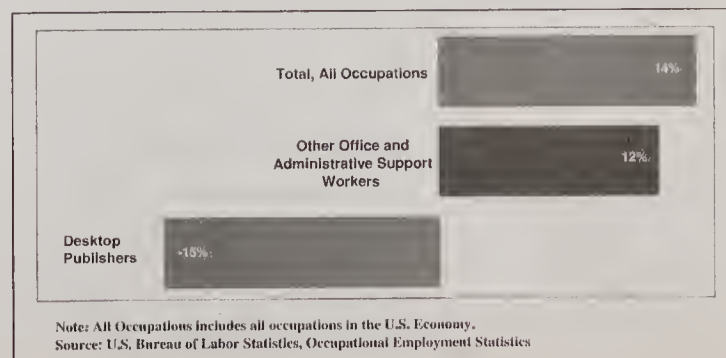 Total, All Occupations
14%
Other Office and
Administrative Support
Workers
12%
Desktop
Publishers
-15%
Note: All Occupations includes all occupations in the U.S. Economy.
Source: U.S. Bureau of Labor Statistics, Occupational Employment Statistics